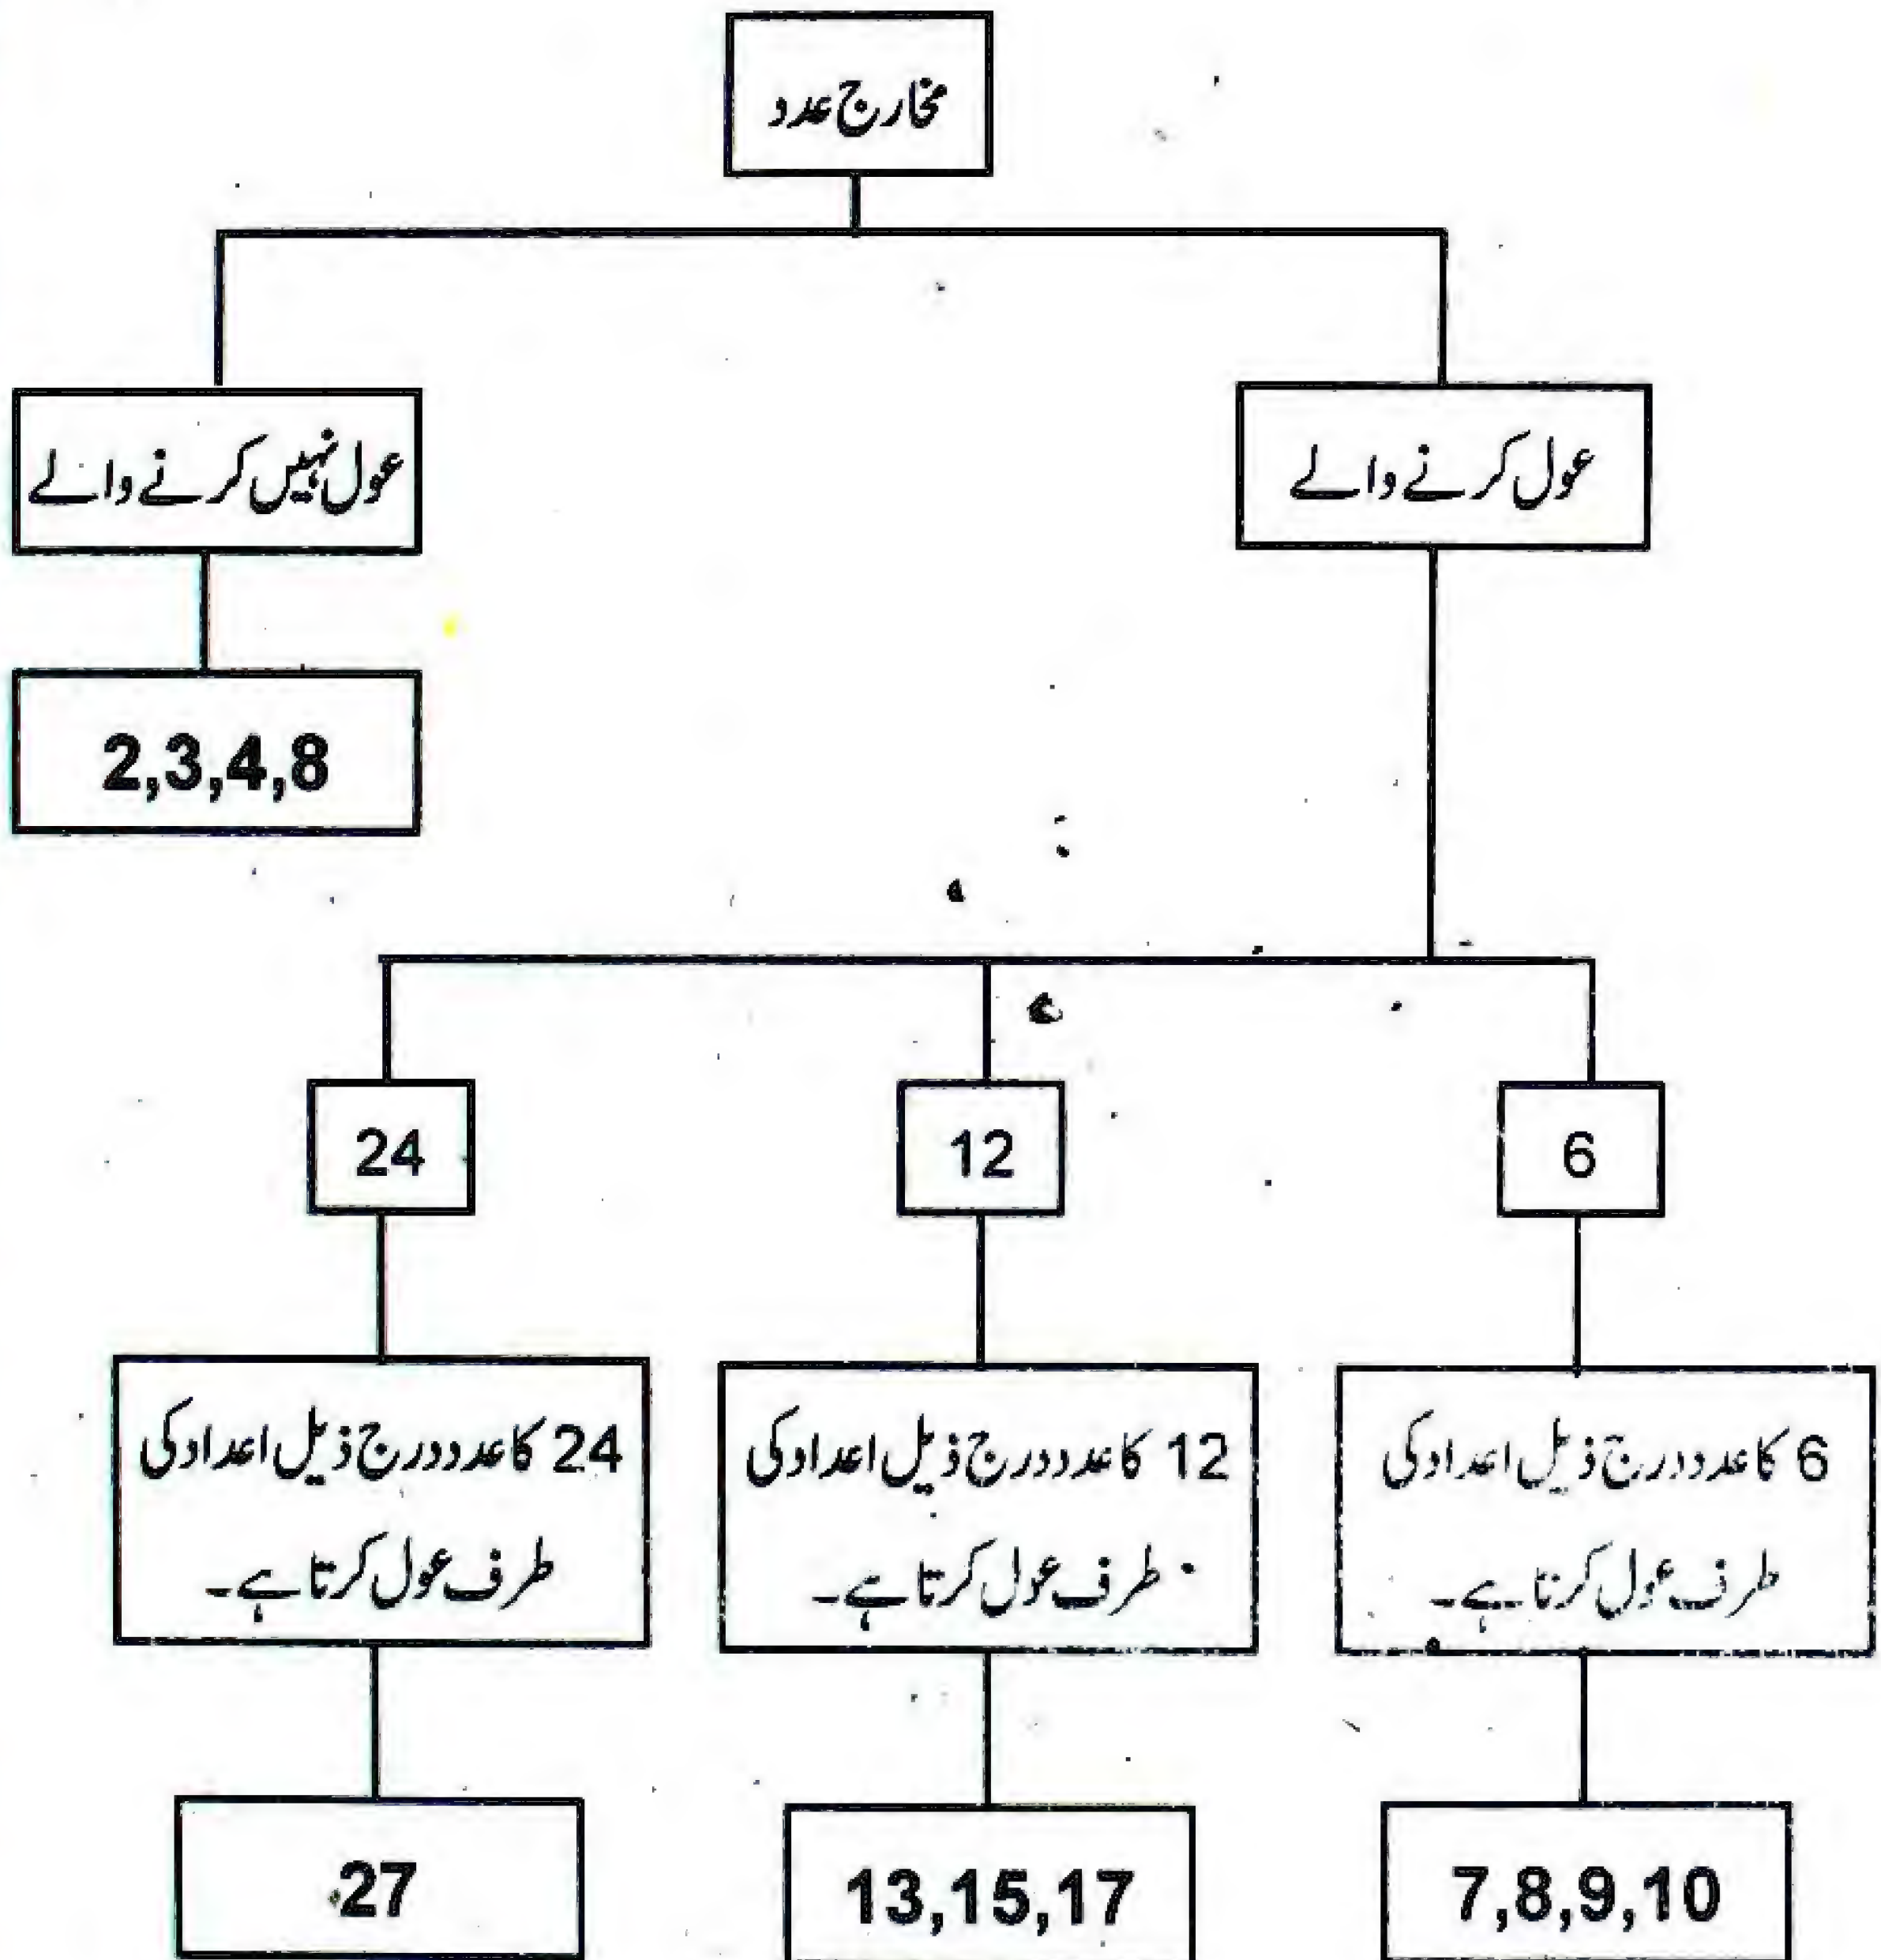 مخارج عدد
عول کرنے والے
عول نہیں کرنے والے
2,3,4,8
6
12
24
6 کا عدد درج ذیل اعداد کی
طرف عول کرتا ہے۔
12 کا عدد درج ذیل اعداد کی
طرف عول کرتا ہے۔
24 کا عدد درج ذیل اعداد کی
طرف عول کرتا ہے۔
7,8,9,10
13,15,17
27